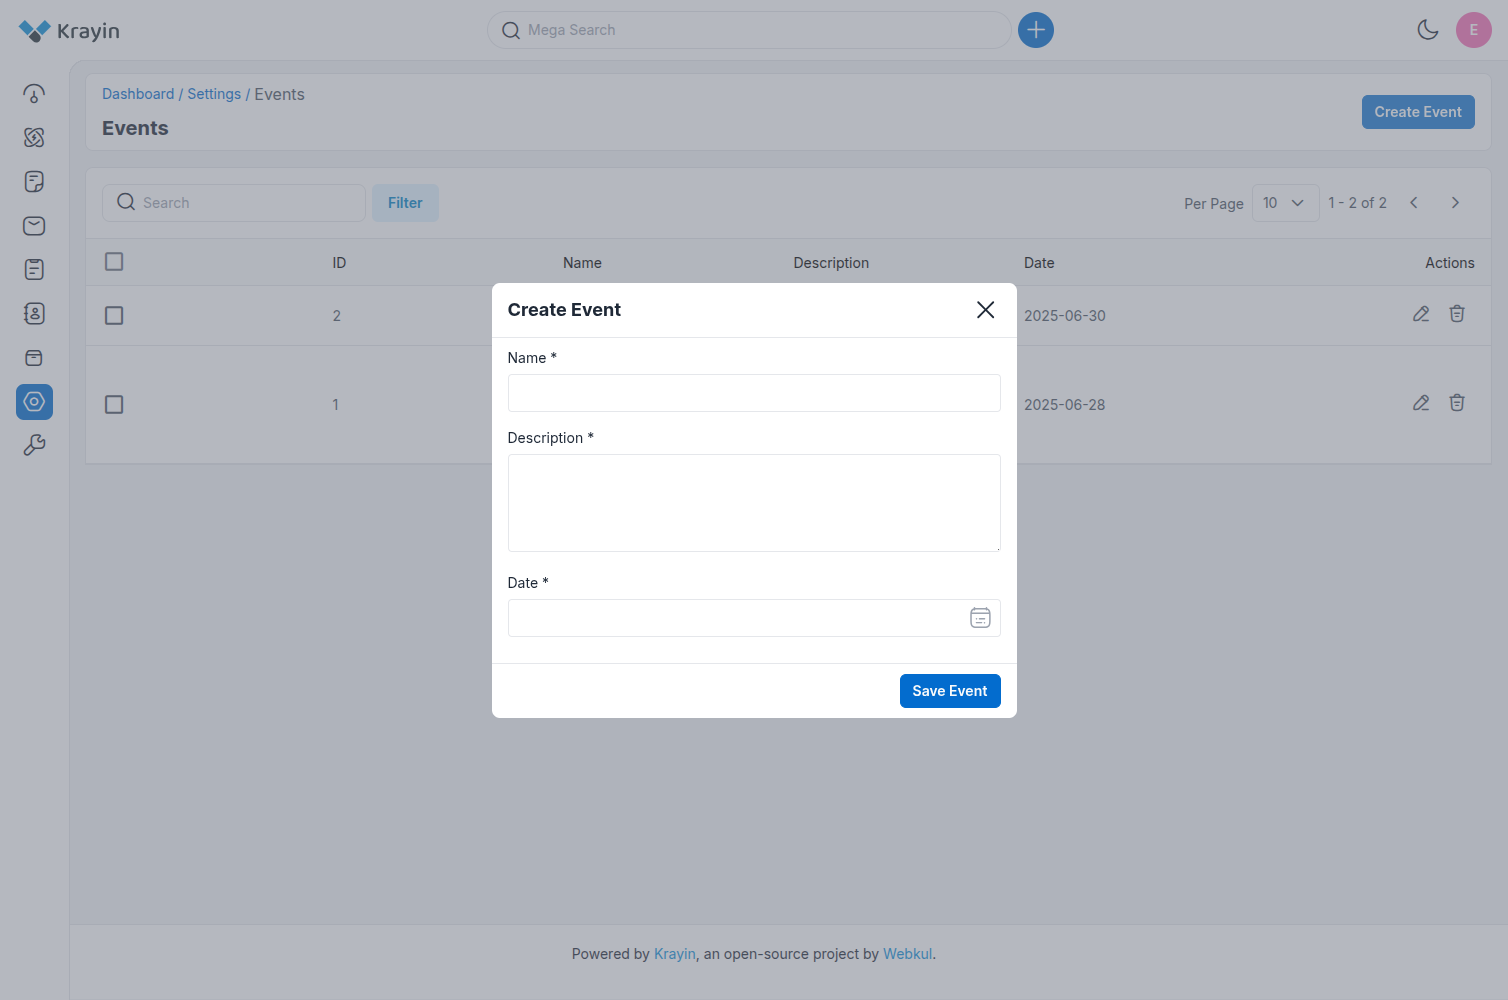 Krayin
Mega Search
E
Dashboard / Settings / Events
Events
Create Event
Search
Filter
Per Page
10
1 - 2 of 2
ID
Name
Description
Date
Actions
2
2025-06-30
1
2025-06-28
Create Event
Name *
Description *
Date *
Save Event
Powered by Krayin, an open-source project by Webkul.